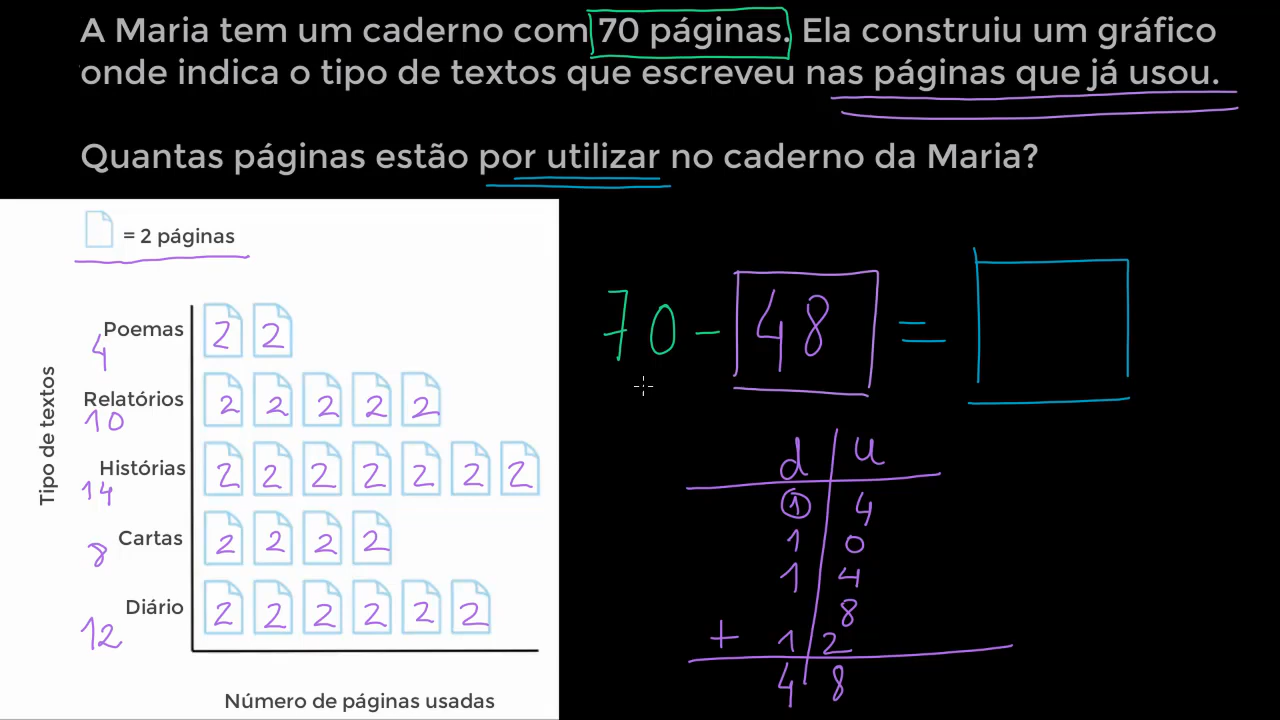 A Maria tem um caderno com 70 páginas. Ela construiu um gráfico
onde indica o tipo de textos que escreveu nas páginas que já usou.
Quantas páginas estão por utilizar no caderno da Maria?
= 2 páginas
Tipo de textos
Poemas 2 2
4
Relatórios 2 2 2 2 2
10
Histórias 2 2 2 2 2 2 2
14
Cartas 2 2 2 2
8
Diário 2 2 2 2 2 2
12
Número de páginas usadas
70 - 48 =
d u
1 4
1 0
1 4
8
+ 1 2
4 8